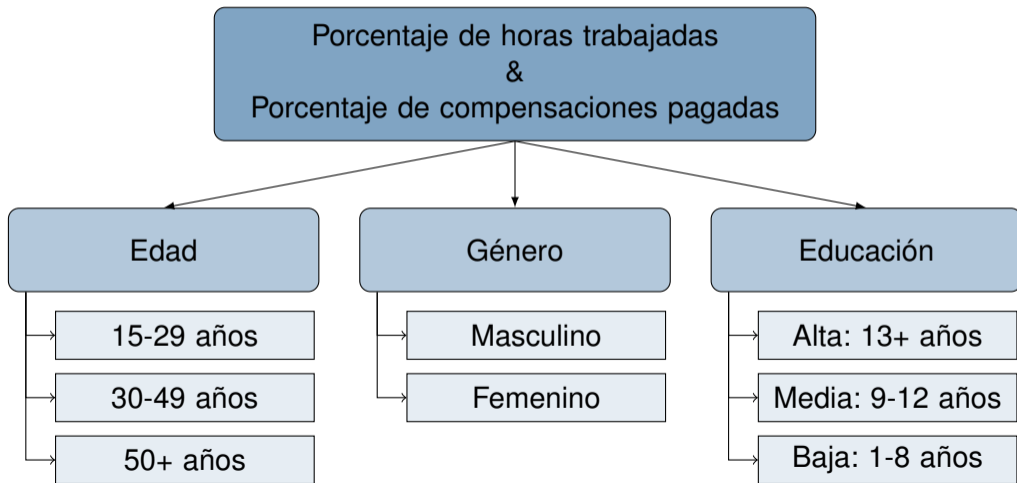 Porcentaje de horas trabajadas
&
Porcentaje de compensaciones pagadas
Edad
15-29 años
30-49 años
50+ años
Género
Masculino
Femenino
Educación
Alta: 13+ años
Media: 9-12 años
Baja: 1-8 años